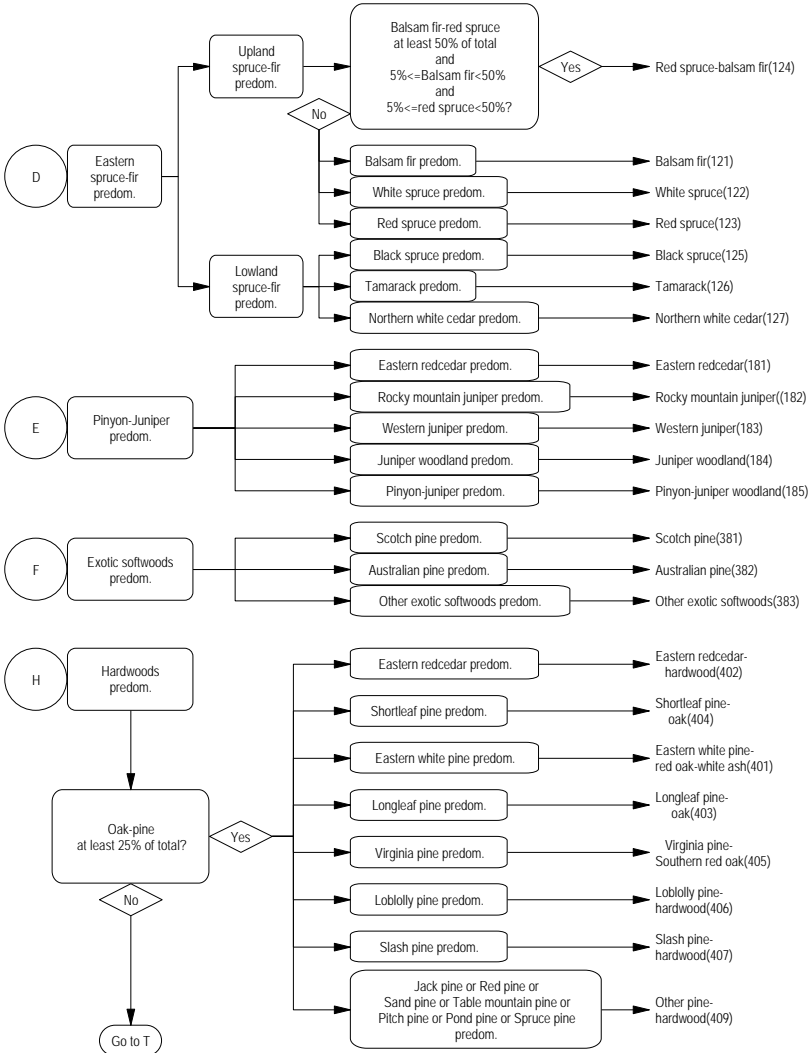 D
Eastern
spruce-fir
predom.
Upland
spruce-fir
predom.
Balsam fir-red spruce
at least 50% of total
and
5%<=Balsam fir<50%
and
5%<=red spruce<50%?
Yes
Red spruce-balsam fir(124)
No
Balsam fir predom.
Balsam fir(121)
White spruce predom.
White spruce(122)
Red spruce predom.
Red spruce(123)
Lowland
spruce-fir
predom.
Black spruce predom.
Black spruce(125)
Tamarack predom.
Tamarack(126)
Northern white cedar predom.
Northern white cedar(127)
E
Pinyon-Juniper
predom.
Eastern redcedar predom.
Eastern redcedar(181)
Rocky mountain juniper predom.
Rocky mountain juniper((182)
Western juniper predom.
Western juniper(183)
Juniper woodland predom.
Juniper woodland(184)
Pinyon-juniper predom.
Pinyon-juniper woodland(185)
F
Exotic softwoods
predom.
Scotch pine predom.
Scotch pine(381)
Australian pine predom.
Australian pine(382)
Other exotic softwoods predom.
Other exotic softwoods(383)
H
Hardwoods
predom.
Oak-pine
at least 25% of total?
Yes
No
Go to T
Eastern redcedar predom.
Eastern redcedar-
hardwood(402)
Shortleaf pine predom.
Shortleaf pine-
oak(404)
Eastern white pine predom.
Eastern white pine-
red oak-white ash(401)
Longleaf pine predom.
Longleaf pine-
oak(403)
Virginia pine predom.
Virginia pine-
Southern red oak(405)
Loblolly pine predom.
Loblolly pine-
hardwood(406)
Slash pine predom.
Slash pine-
hardwood(407)
Jack pine or Red pine or
Sand pine or Table mountain pine or
Pitch pine or Pond pine or Spruce pine
predom.
Other pine-
hardwood(409)